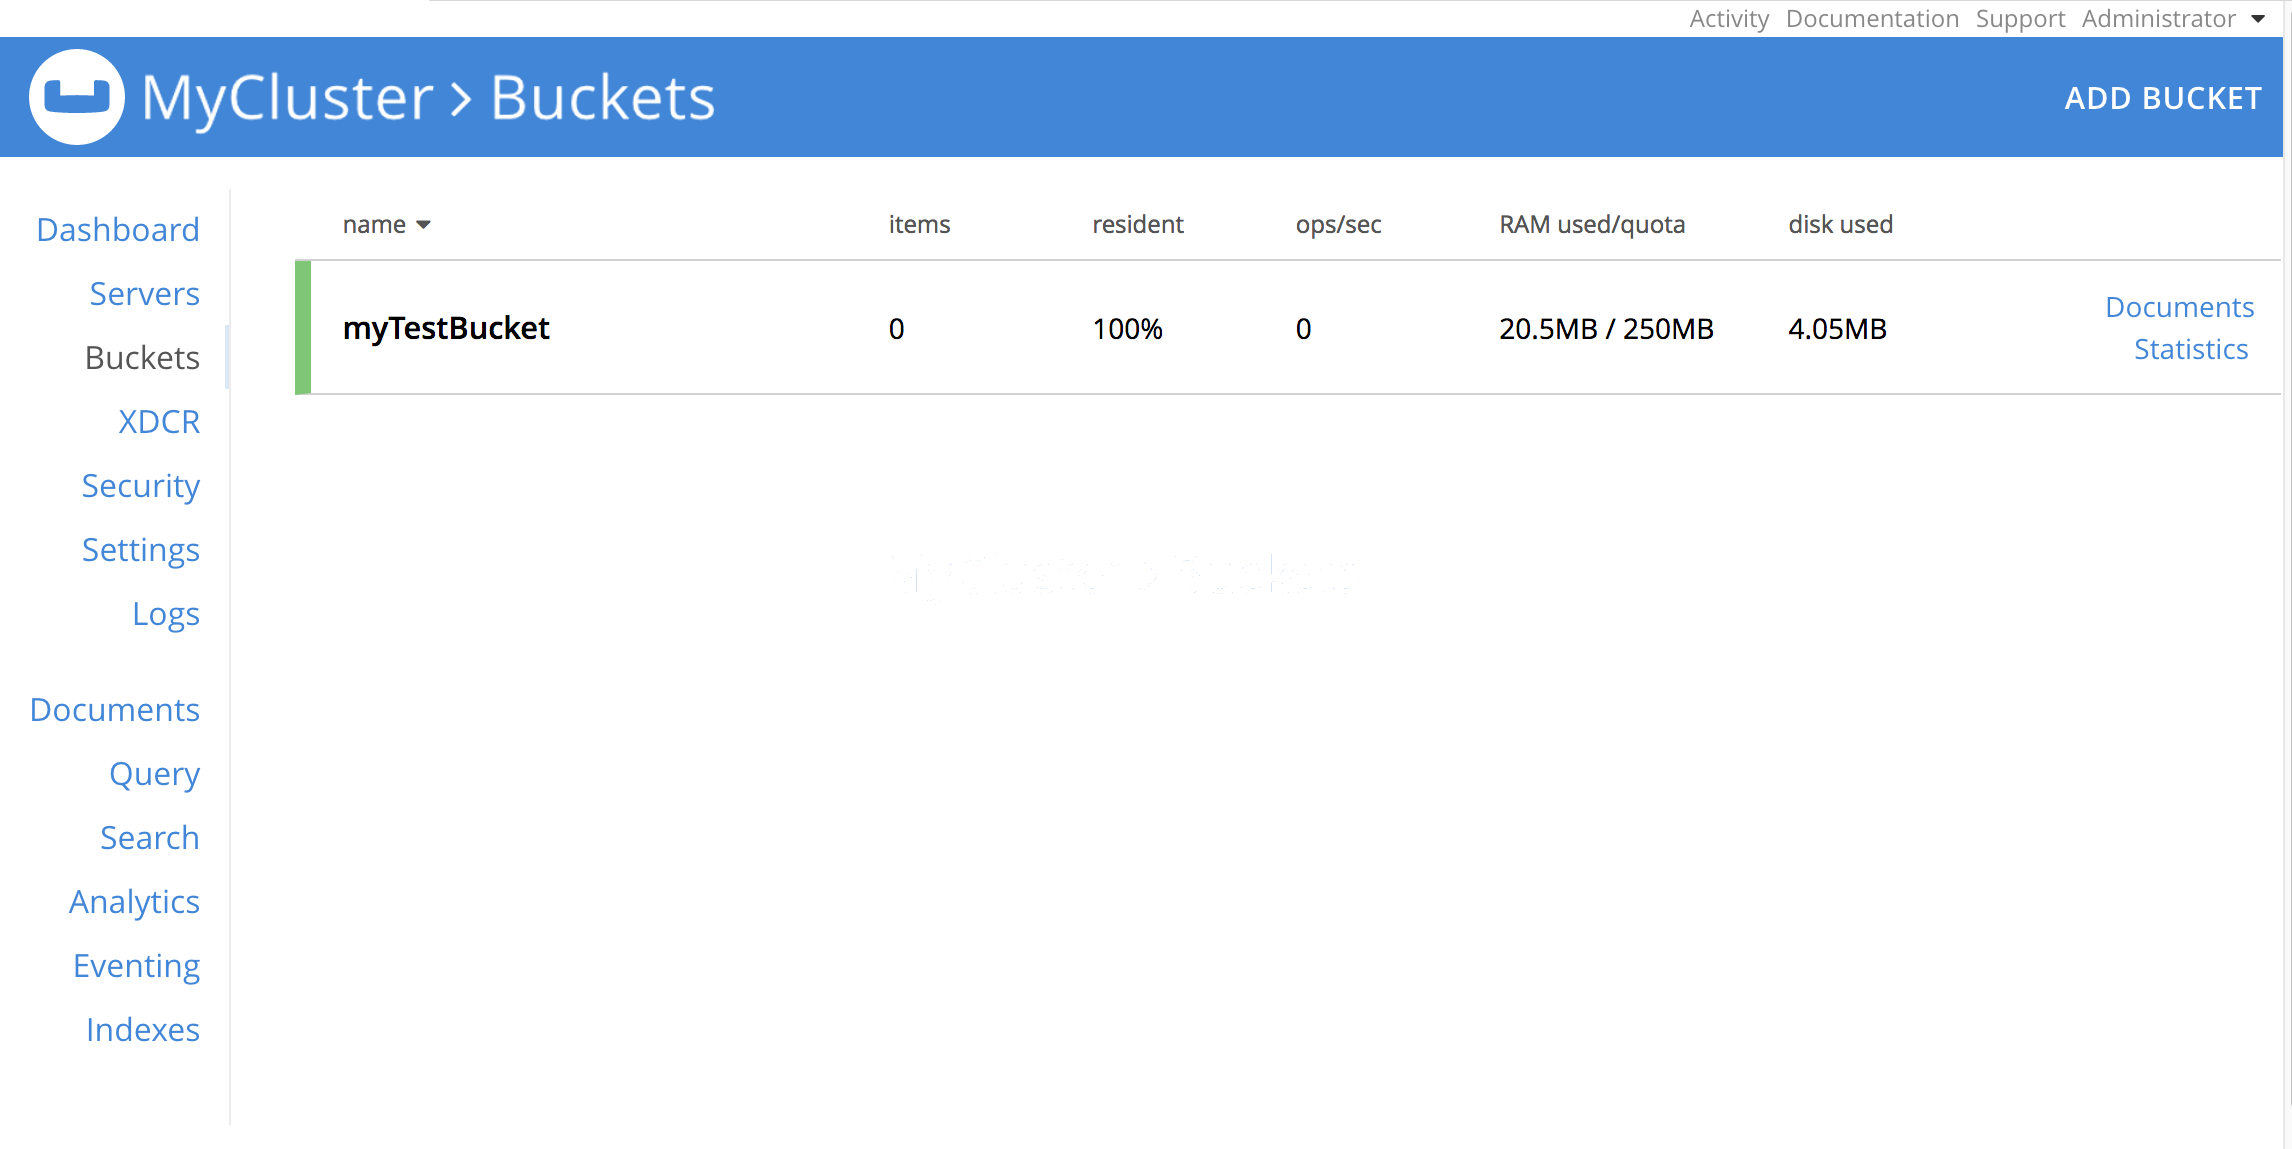 Activity Documentation Support Administrator
MyCluster > Buckets
ADD BUCKET
Dashboard
Servers
Buckets
XDCR
Security
Settings
Logs
Documents
Query
Search
Analytics
Eventing
Indexes
name items resident ops/sec RAM used/quota disk used
myTestBucket 0 100% 0 20.5MB / 250MB 4.05MB
Documents
Statistics